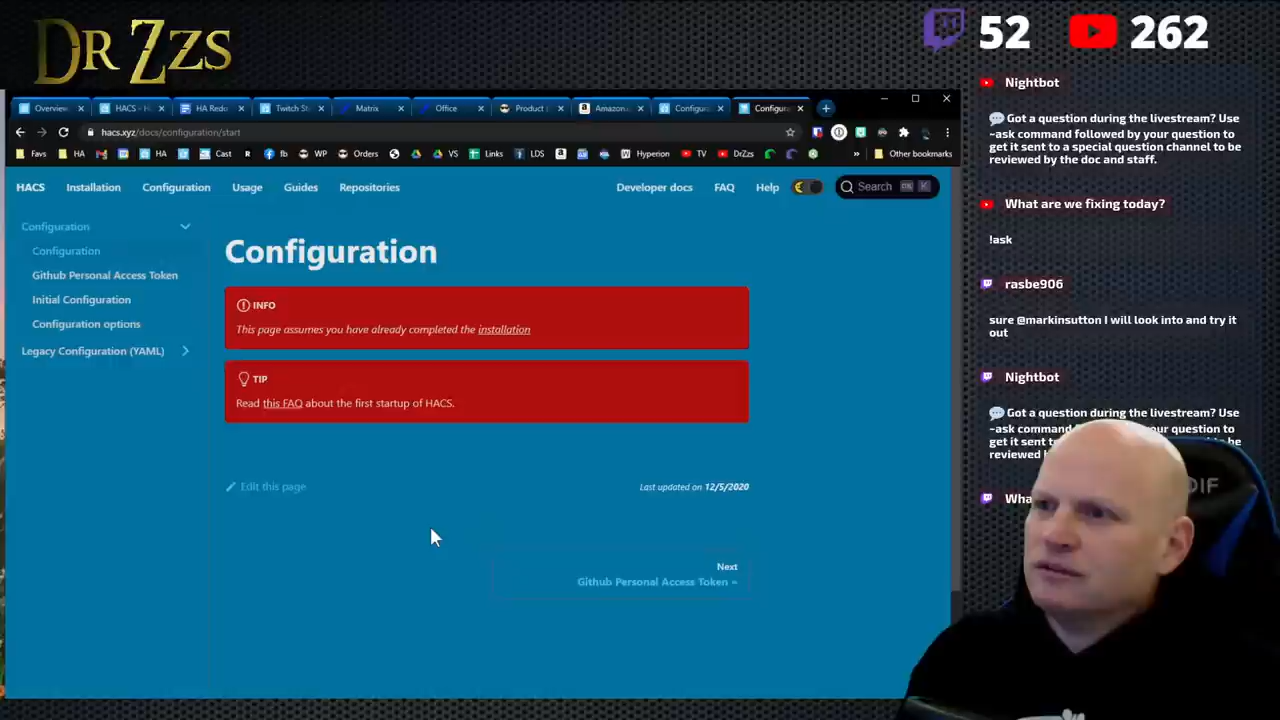 DR ZZS
52
262
Overview
HACS - H
HA Redo
Twitch St
Matrix
Office
Product
Amazon.
Configura
Configur
hacs.xyz/docs/configuration/start
Favs
HA
HA
Cast
fb
WP
Orders
VS
Links
LDS
Hyperion
TV
DrZzs
»
Other bookmarks
HACS
Installation
Configuration
Usage
Guides
Repositories
Developer docs
FAQ
Help
Search
K
Configuration
Configuration
Github Personal Access Token
Initial Configuration
Configuration options
Legacy Configuration (YAML)
Configuration
INFO
This page assumes you have already completed the installation
TIP
Read this FAQ about the first startup of HACS.
Edit this page
Last updated on 12/5/2020
Next
Github Personal Access Token »
Nightbot
Got a question during the livestream? Use
~ask command followed by your question to
get it sent to a special question channel to be
reviewed by the doc and staff.
What are we fixing today?
!ask
rasbe906
sure @markinsutton I will look into and try it
out
Nightbot
Got a question during the livestream? Use
~ask command your question to
get it sent to be
reviewed
Wha
DIF